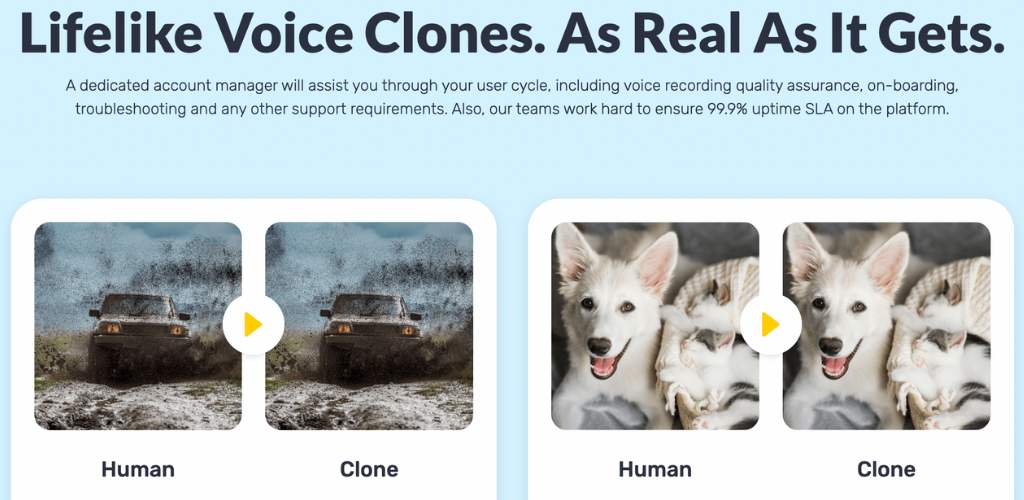 Lifelike Voice Clones. As Real As It Gets.
A dedicated account manager will assist you through your user cycle, including voice recording quality assurance, on-boarding,
troubleshooting and any other support requirements. Also, our teams work hard to ensure 99.9% uptime SLA on the platform.
Human
Clone
Human
Clone